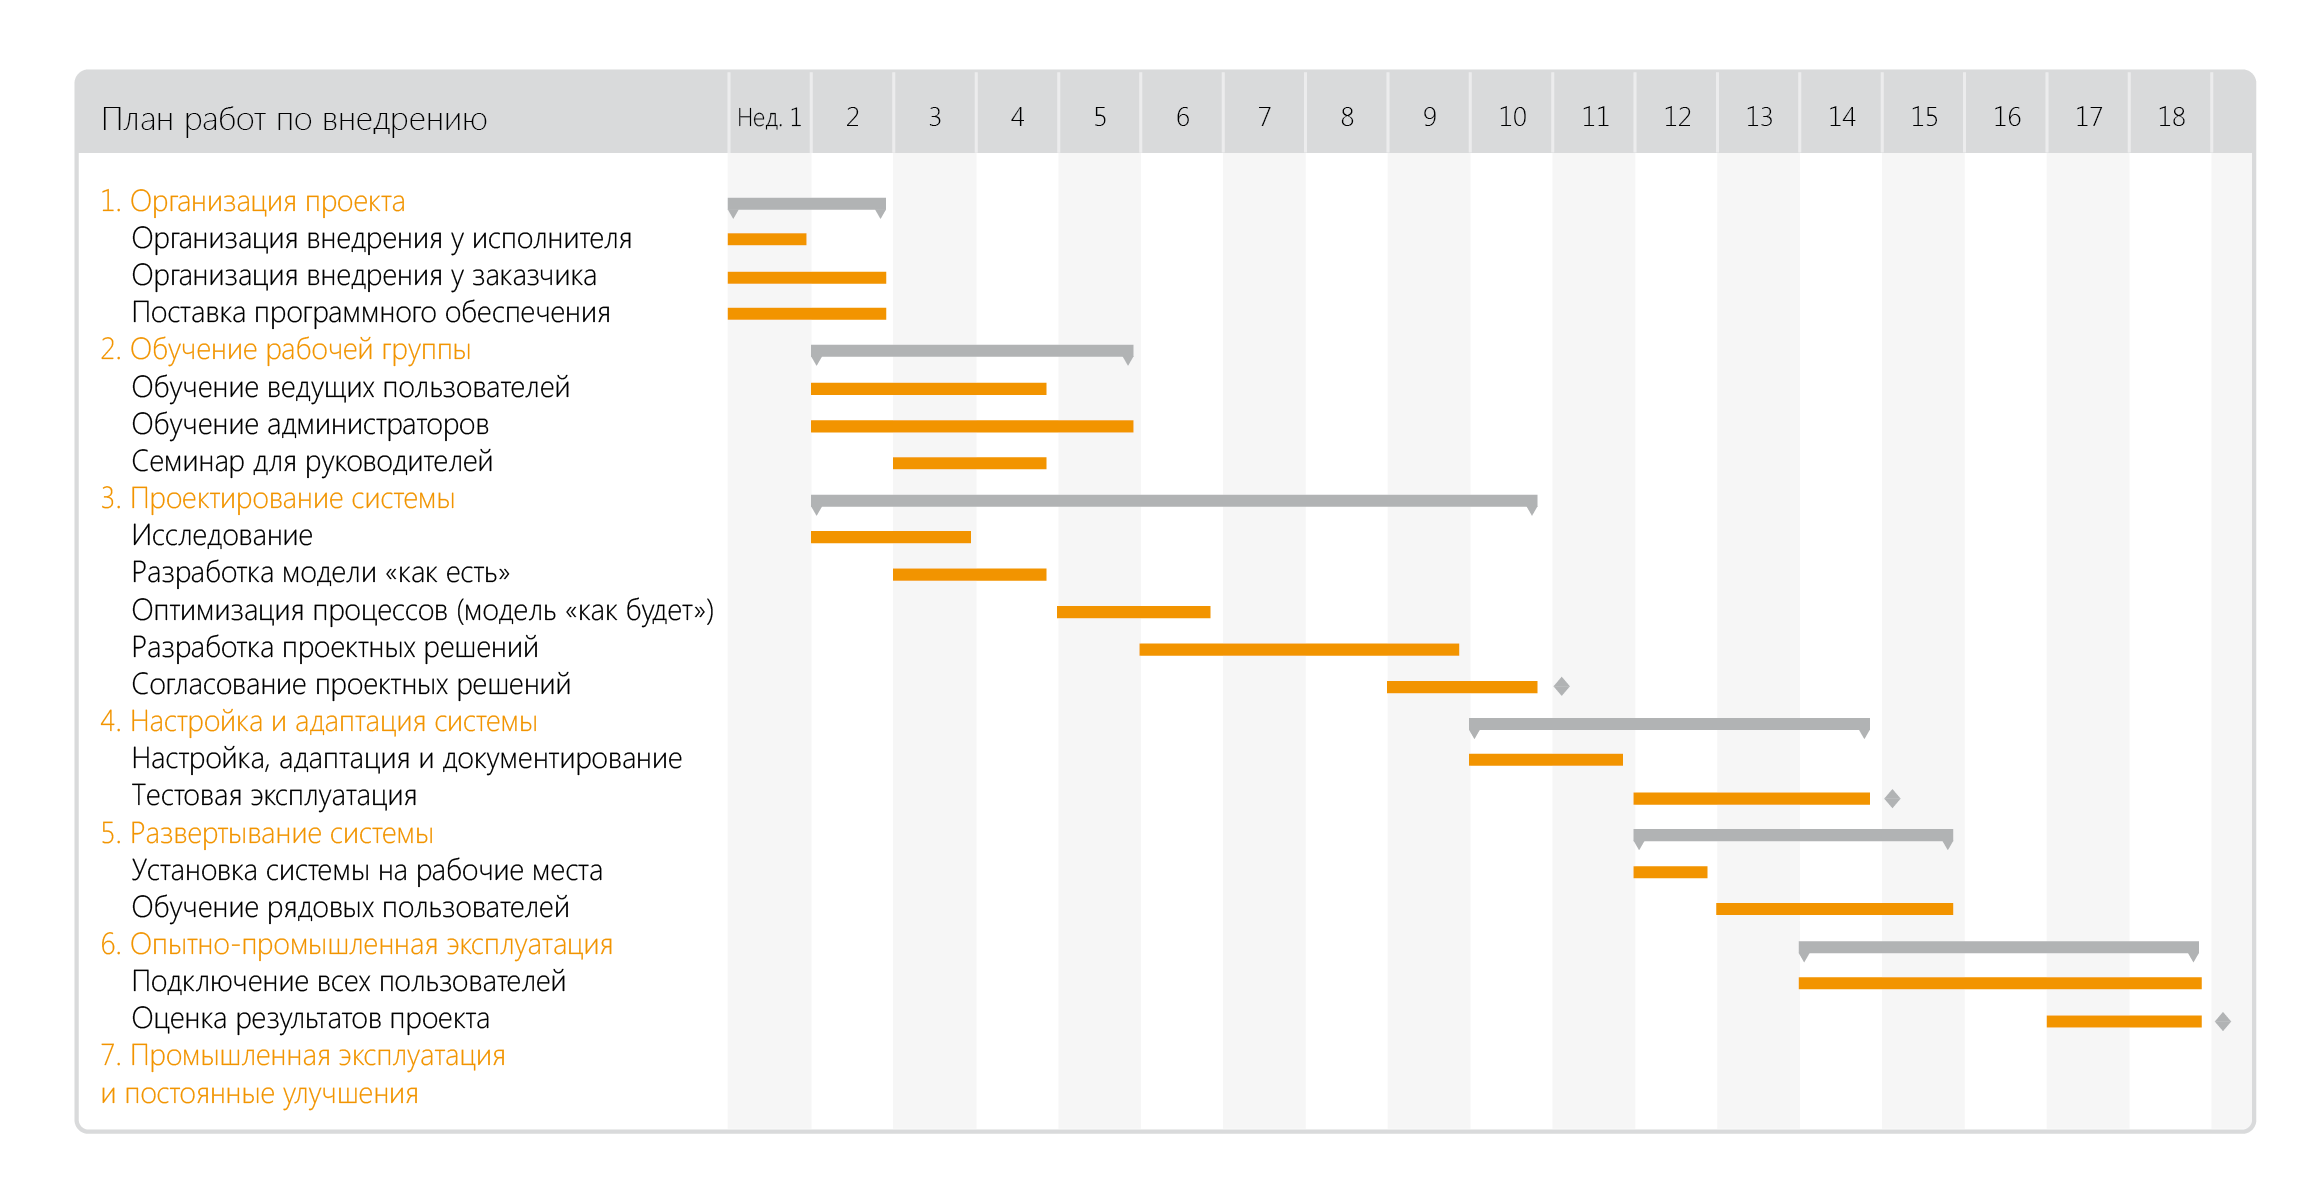 План работ по внедрению Нед. 1 2 3 4 5 6 7 8 9 10 11 12 13 14 15 16 17 18
1. Организация проекта
Организация внедрения у исполнителя
Организация внедрения у заказчика
Поставка программного обеспечения
2. Обучение рабочей группы
Обучение ведущих пользователей
Обучение администраторов
Семинар для руководителей
3. Проектирование системы
Исследование
Разработка модели «как есть»
Оптимизация процессов (модель «как будет»)
Разработка проектных решений
Согласование проектных решений
4. Настройка и адаптация системы
Настройка, адаптация и документирование
Тестовая эксплуатация
5. Развертывание системы
Установка системы на рабочие места
Обучение рядовых пользователей
6. Опытно-промышленная эксплуатация
Подключение всех пользователей
Оценка результатов проекта
7. Промышленная эксплуатация
и постоянные улучшения